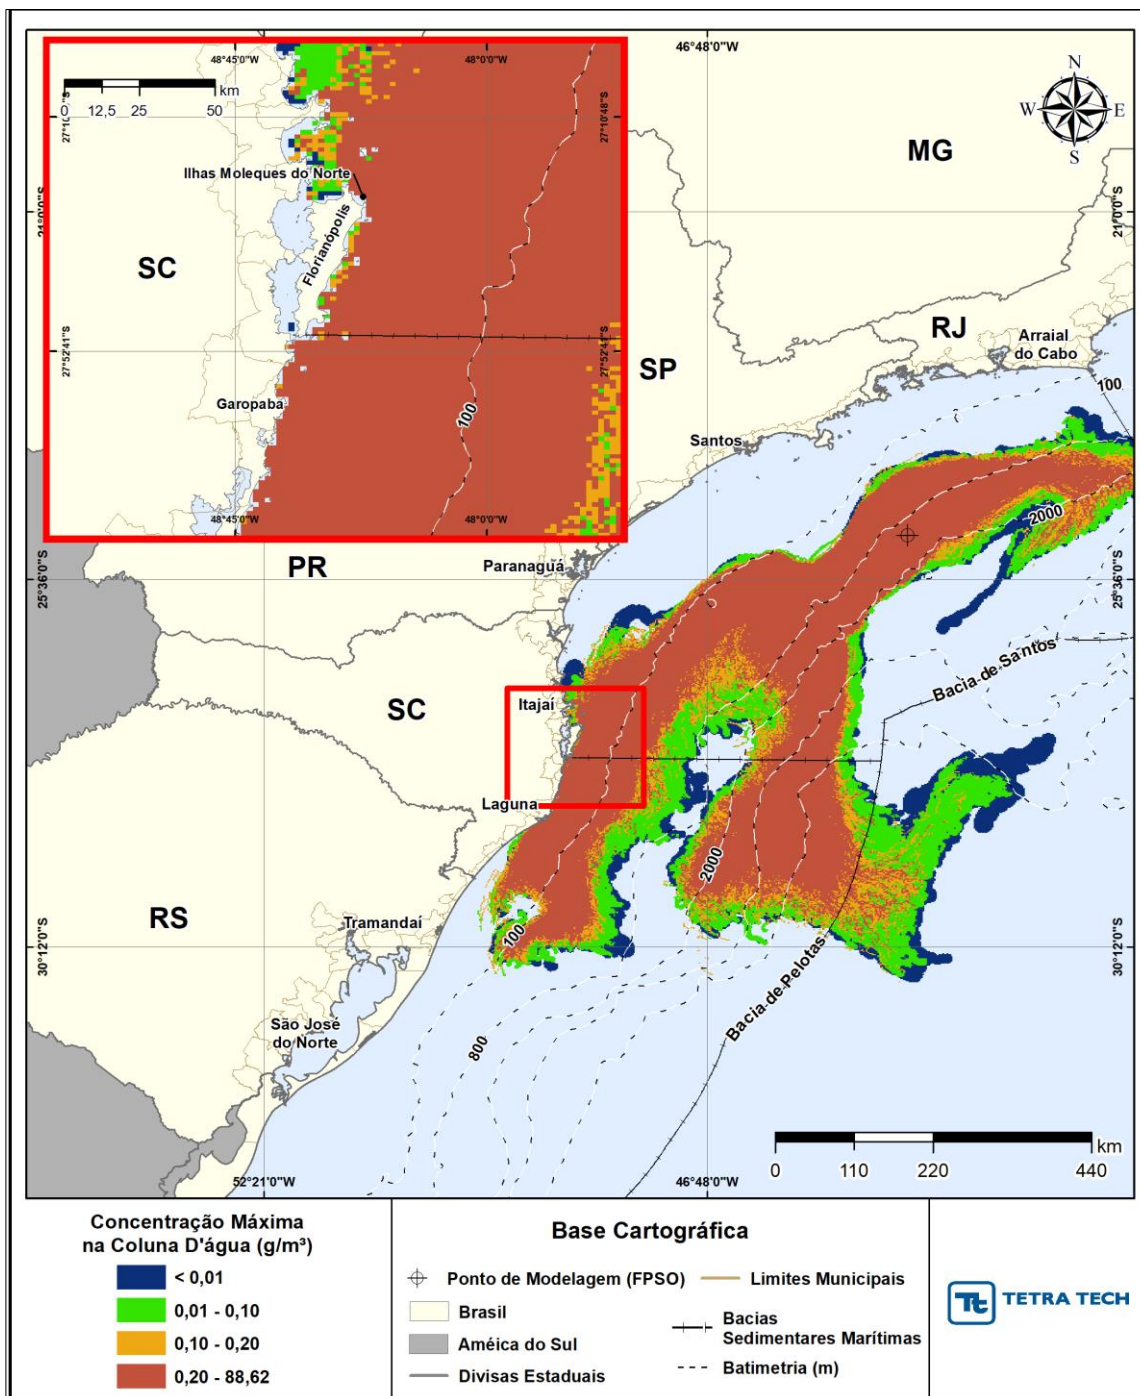 46°48'0"W
48°45'0"W
48°0'0"W
km
0
12,5
25
50
27°10'48"S
N
W
E
S
MG
Ilhas Moleques do Norte
21°0'0"S
21°0'0"S
Florianópolis
SC
RJ
Arraial
do Cabo
27°52'41"S
27°52'41"S
SP
100
Garopaba
100
Santos
48°45'0"W
48°0'0"W
2000
PR
Paranaguá
25°36'0"S
25°36'0"S
Bacia de Santos
SC
Itajaí
Laguna
2000
RS
Tramandaí
100
30°12'0"S
30°12'0"S
Bacia de Pelotas
São José
do Norte
800
km
0
110
220
440
52°21'0"W
46°48'0"W
Concentração Máxima
na Coluna D'água (g/m³)
< 0,01
0,01 - 0,10
0,10 - 0,20
0,20 - 88,62
Base Cartográfica
Ponto de Modelagem (FPSO)
Limites Municipais
Brasil
Bacias
Sedimentares Marítimas
Améica do Sul
Divisas Estaduais
Batimetria (m)
Tt
TETRA TECH